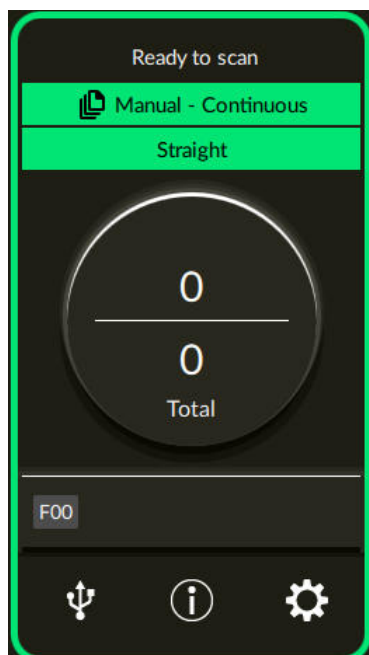 Ready to scan
Manual - Continuous
Straight
0
0
Total
F00